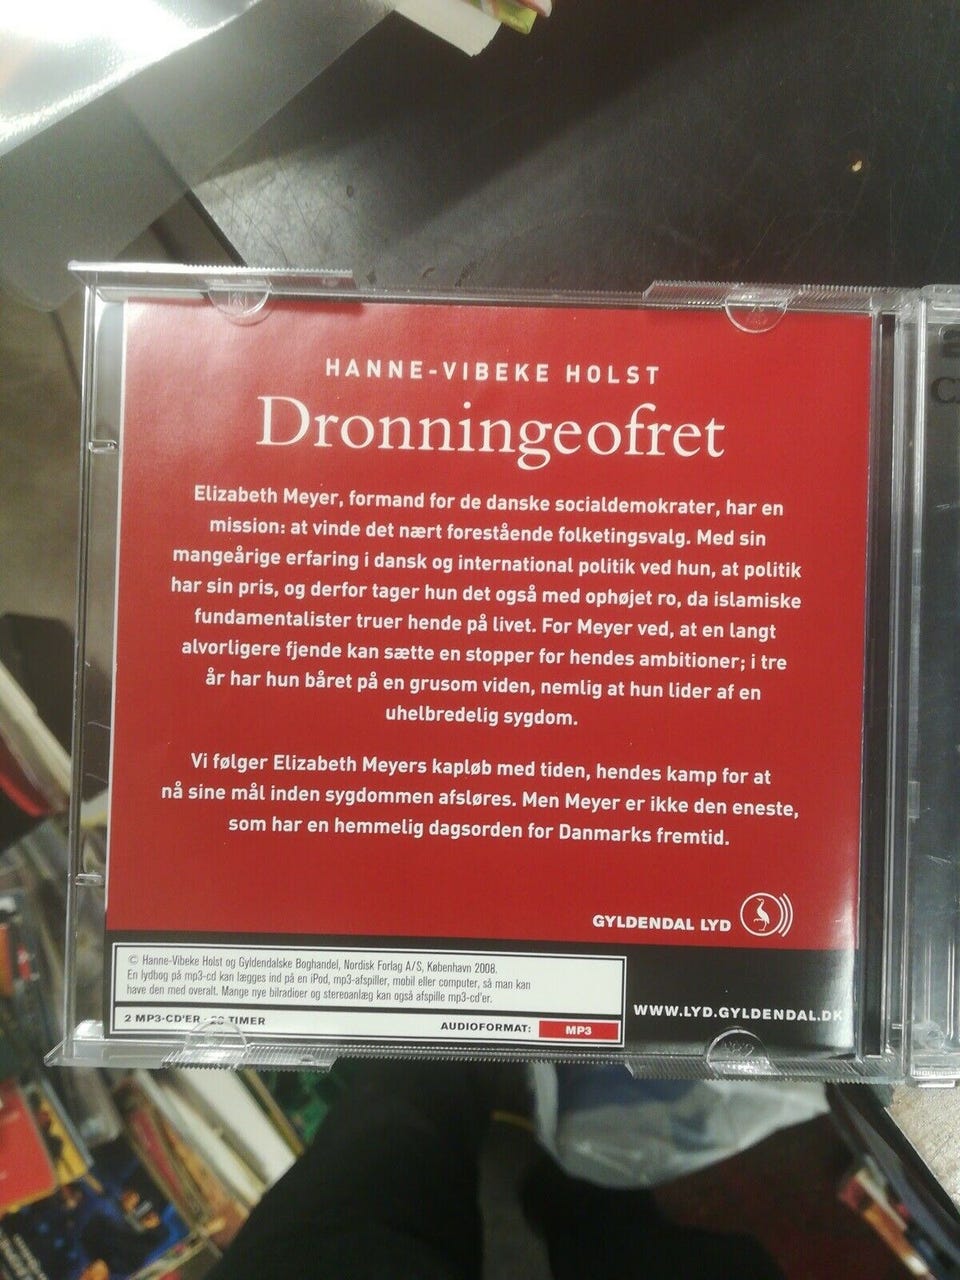 HANNE-VIBEKE HOLST
Dronningeofret
Elizabeth Meyer, formand for de danske socialdemokrater, har en
mission: at vinde det nært forestående folketingsvalg. Med sin
mangeårige erfaring i dansk og international politik ved hun, at politik
har sin pris, og derfor tager hun det også med ophøjet ro, da islamiske
fundamentalister truer hende på livet. For Meyer ved, at en langt
alvorligere fjende kan sætte en stopper for hendes ambitioner; i tre
år har hun båret på en grusom viden, nemlig at hun lider af en
uhelbredelig sygdom.
Vi følger Elizabeth Meyers kapløb med tiden, hendes kamp for at
nå sine mål inden sygdommen afsløres. Men Meyer er ikke den eneste,
som har en hemmelig dagsorden for Danmarks fremtid.
GYLDENDAL LYD
© Hanne-Vibeke Holst og Gyldendalske Boghandel, Nordisk Forlag A/S, København 2008.
En lydbog på mp3-cd kan lægges ind på en iPod, mp3-afspiller, mobil eller computer, så man kan
have den med overalt. Mange nye bilradioer og stereoanlæg kan også afspille mp3-cd'er.
2 MP3-CD'ER · TIMER
AUDIOFORMAT: MP3
WWW.LYD.GYLDENDAL.DK